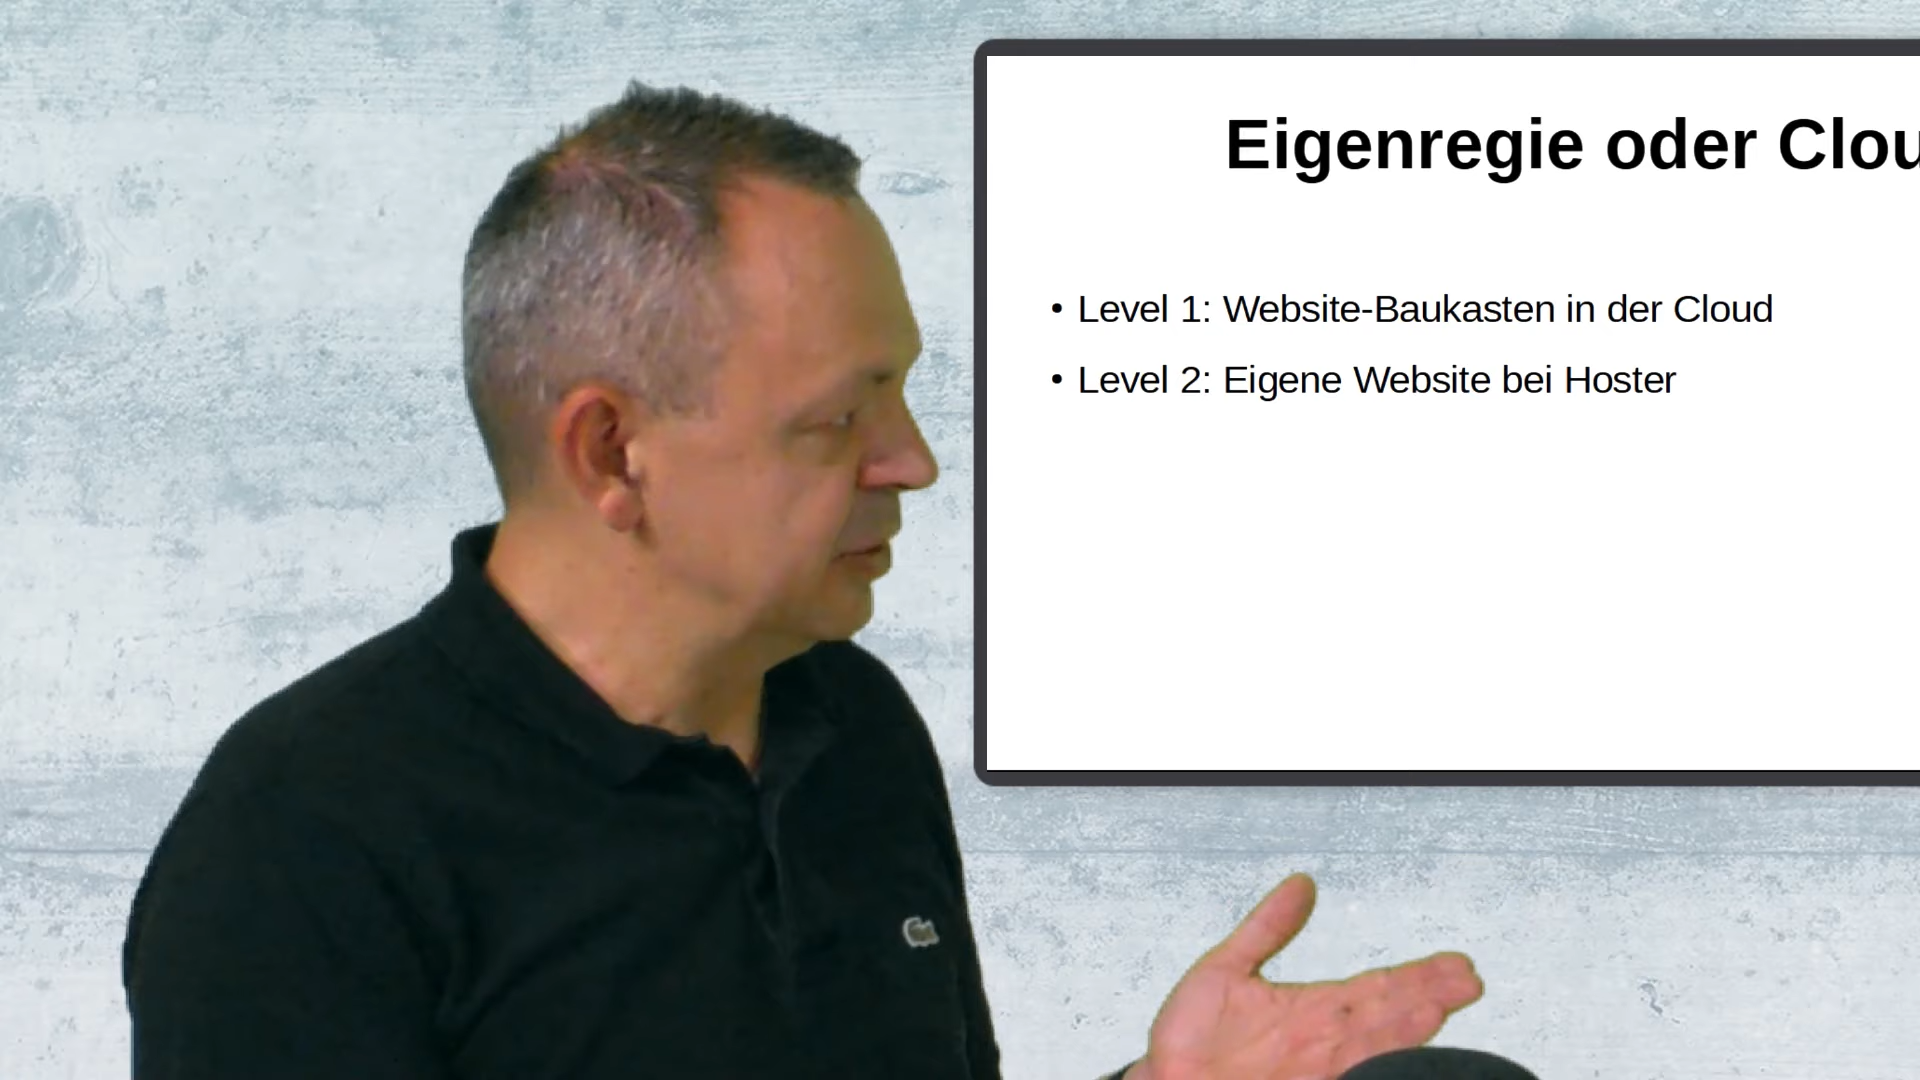 Eigenregie oder Clou
• Level 1: Website-Baukasten in der Cloud
• Level 2: Eigene Website bei Hoster